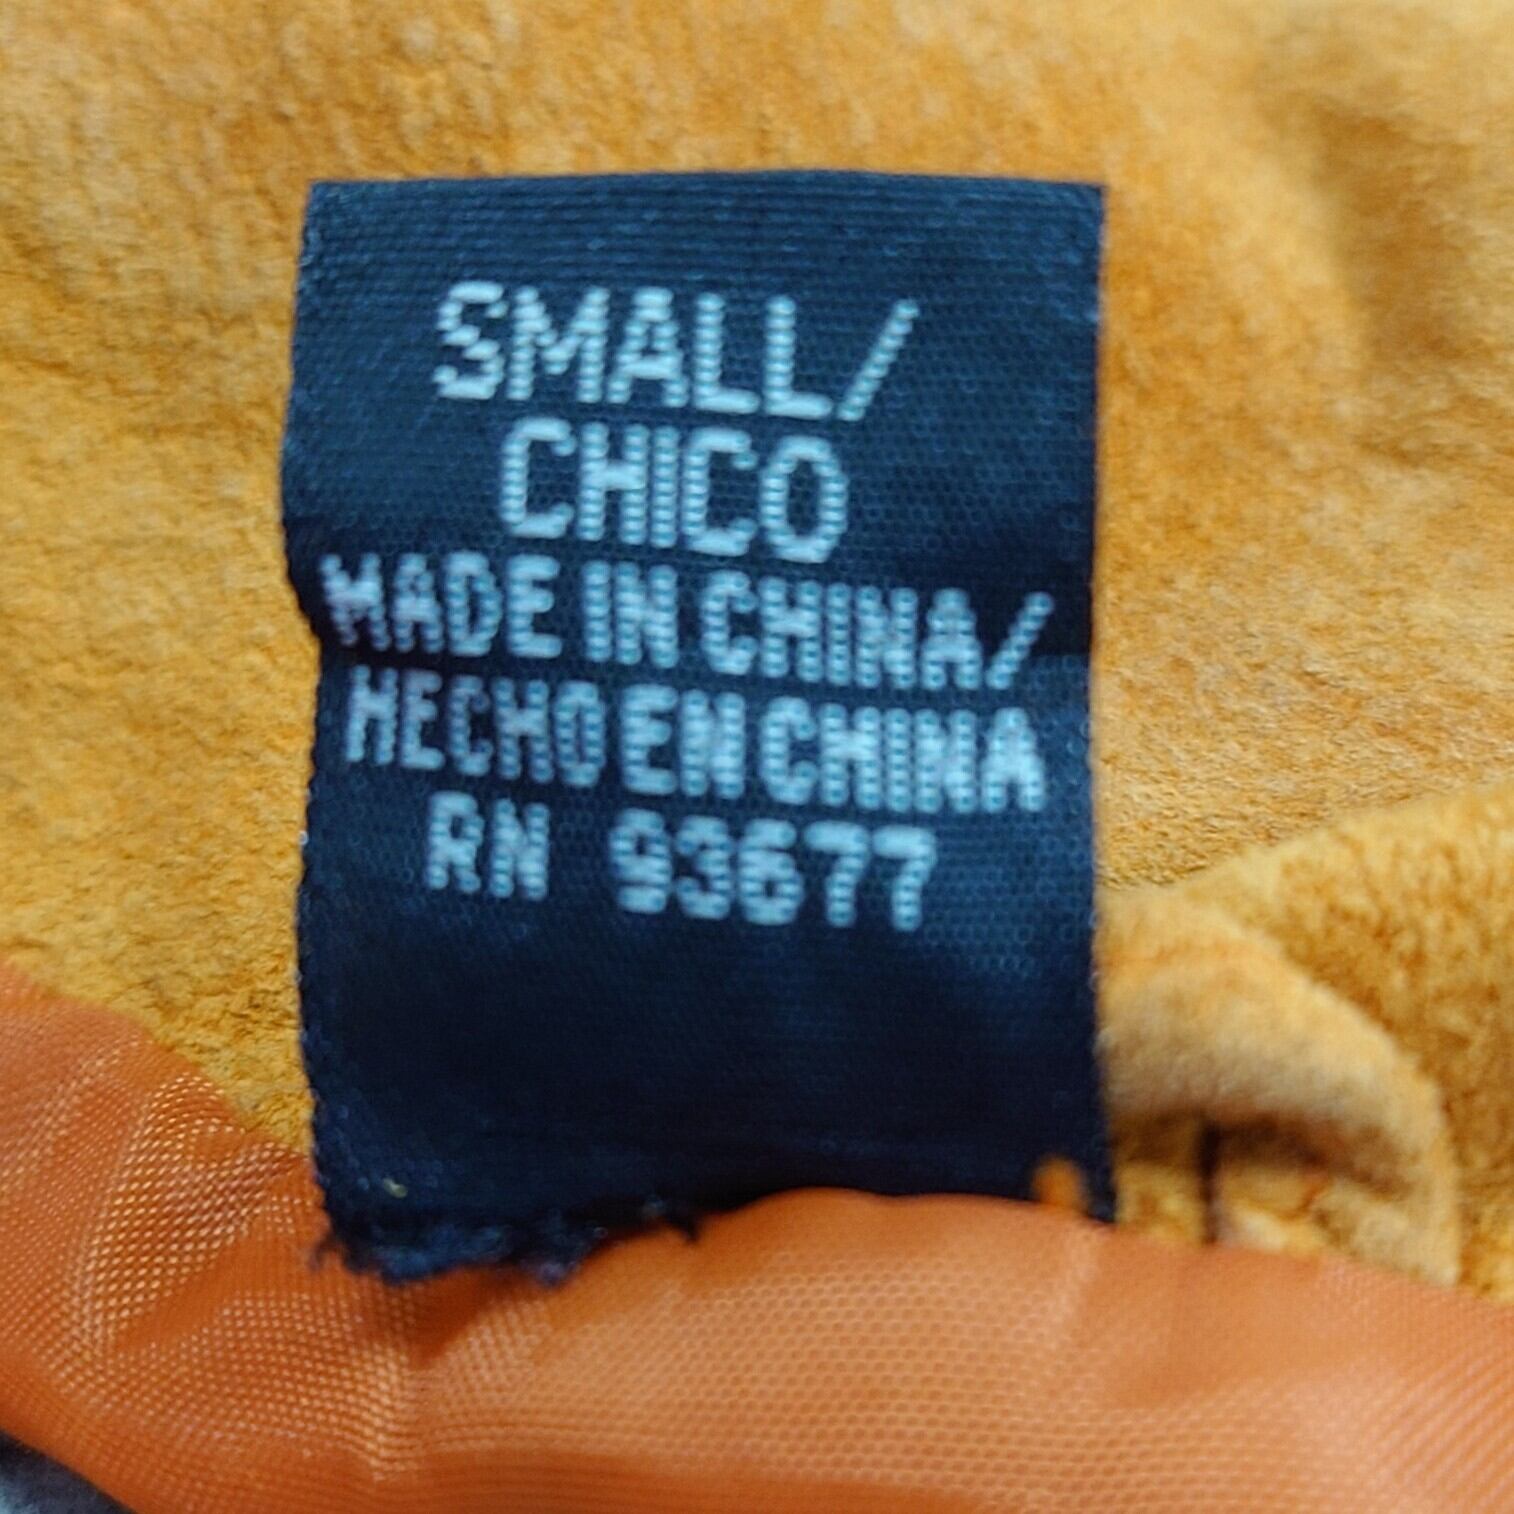 SMALL/
CHICO
MADE IN CHINA/
HECHO EN CHINA
RN 93677